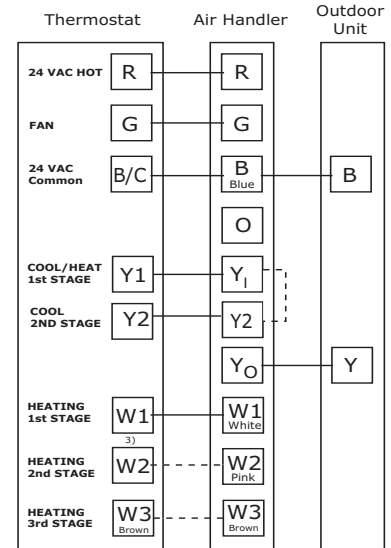 Thermostat Air Handler Outdoor
Unit
24 VAC HOT R R
FAN G G
24 VAC
Common B/C B B
Blue
O
COOL/HEAT
1st STAGE Y1 YI
COOL
2ND STAGE Y2 Y2
YO Y
HEATING
1st STAGE W1 W1
White
3)
HEATING
2nd STAGE W2 W2
Pink
HEATING
3rd STAGE W3 W3
Brown Brown